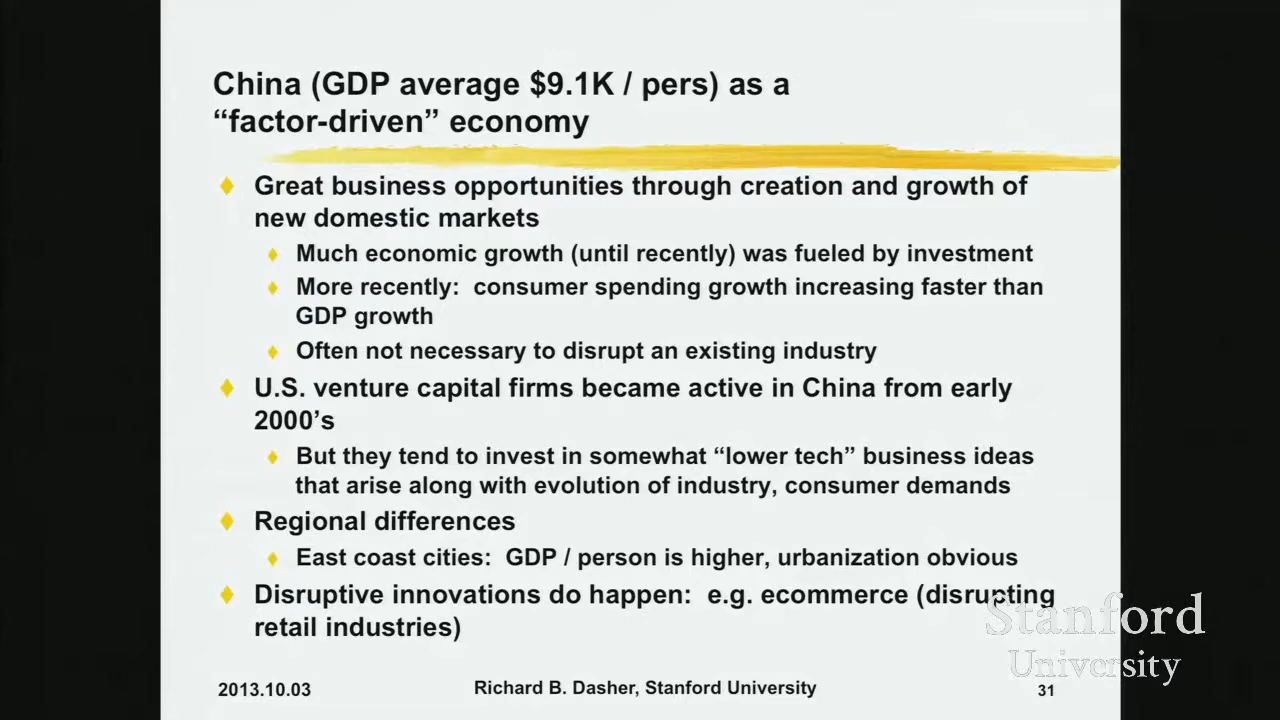 China (GDP average $9.1K / pers) as a
“factor-driven” economy
Great business opportunities through creation and growth of
new domestic markets
Much economic growth (until recently) was fueled by investment
More recently:  consumer spending growth increasing faster than
GDP growth
Often not necessary to disrupt an existing industry
U.S. venture capital firms became active in China from early
2000’s
But they tend to invest in somewhat “lower tech” business ideas
that arise along with evolution of industry, consumer demands
Regional differences
East coast cities:  GDP / person is higher, urbanization obvious
Disruptive innovations do happen:  e.g. ecommerce (disrupting
retail industries)
Stanford
University
2013.10.03
Richard B. Dasher, Stanford University
31